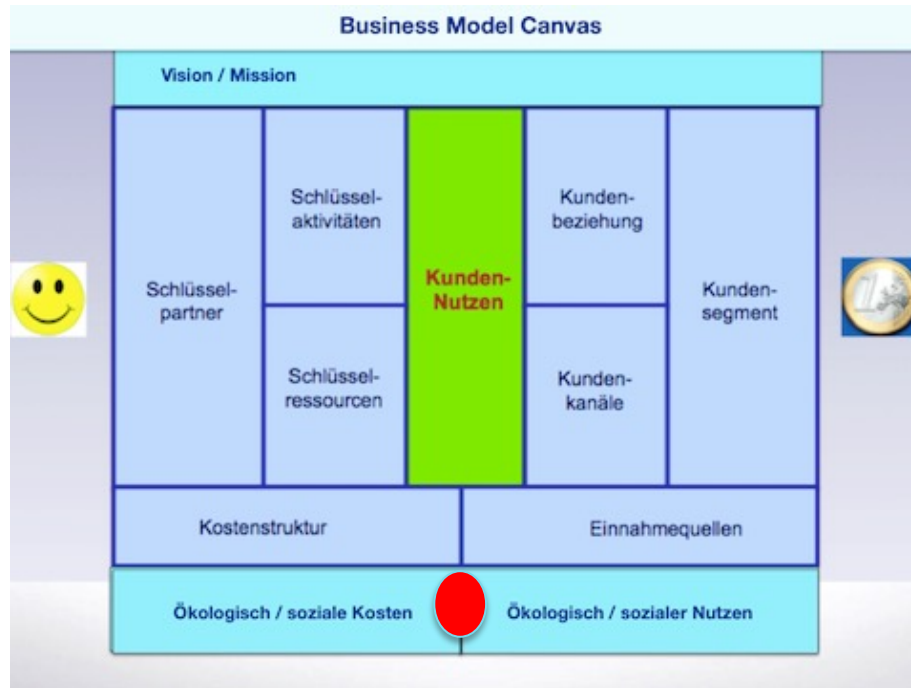 Business Model Canvas
Vision / Mission
Schlüssel-
partner
Schlüssel-
aktivitäten
Schlüssel-
ressourcen
Kunden-
Nutzen
Kunden-
beziehung
Kunden-
kanäle
Kunden-
segment
Kostenstruktur
Einnahmequellen
Ökologisch / soziale Kosten
Ökologisch / sozialer Nutzen